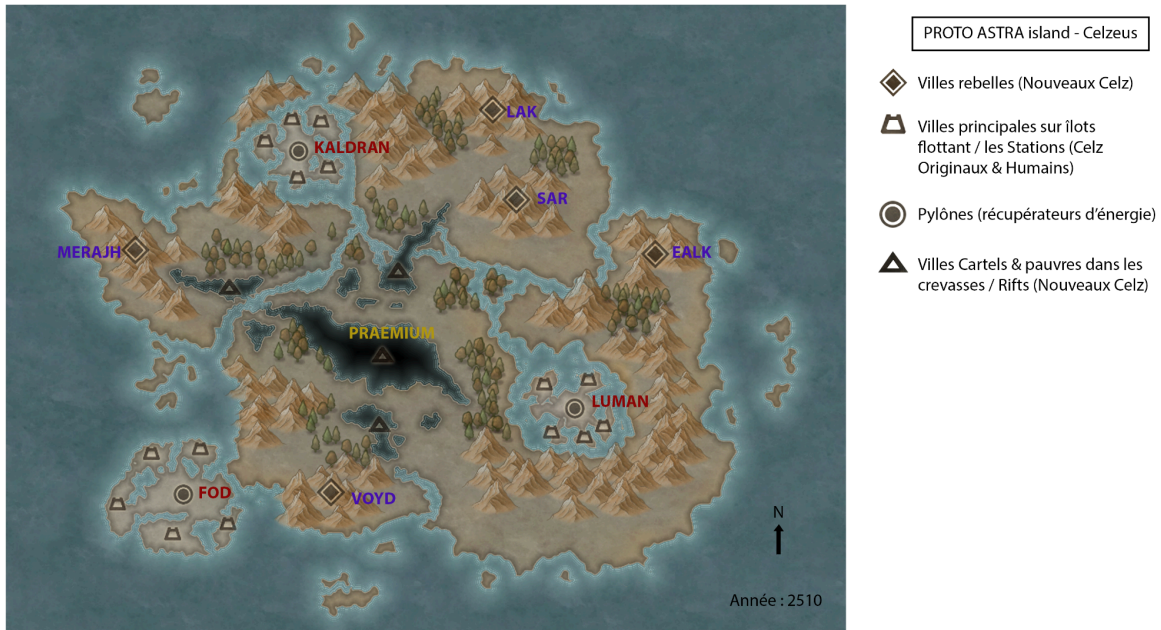 PROTO ASTRA island - Celzeus
Villes rebelles (Nouveaux Celz)
Villes principales sur îlots
flottant / les Stations (Celz
Originaux & Humains)
Pylônes (récupérateurs d'énergie)
Villes Cartels & pauvres dans les
crevasses / Rifts (Nouveaux Celz)
LAK
KALDRAN
SAR
MERAJH
EALK
PRAEMIUM
LUMAN
FOD
VOYD
N
Année : 2510